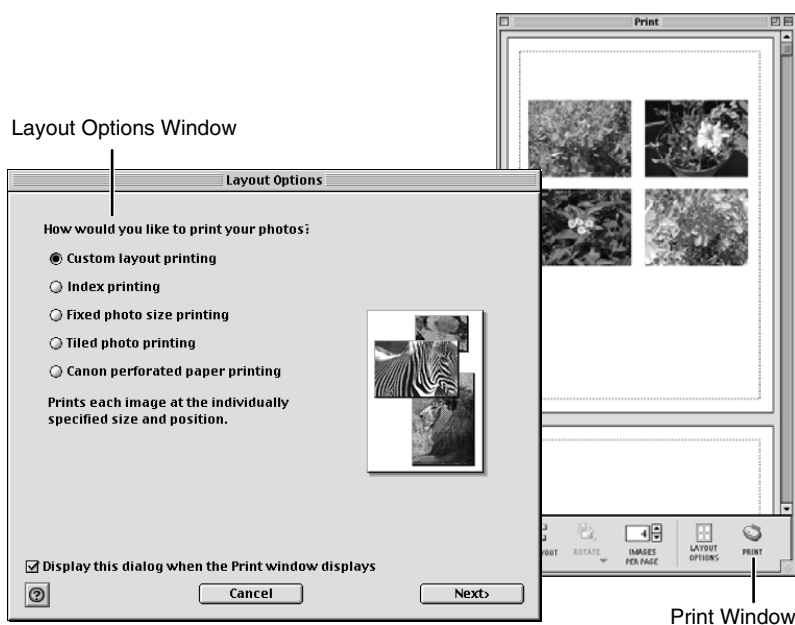 Print
Layout Options Window
Layout Options
How would you like to print your photos?
Custom layout printing
Index printing
Fixed photo size printing
Tiled photo printing
Canon perforated paper printing
Prints each image at the individually
specified size and position.
Display this dialog when the Print window displays
?
Cancel
Next>
OUT
ROTATE
4
IMAGES
PER PAGE
LAYOUT
OPTIONS
PRINT
Print Window